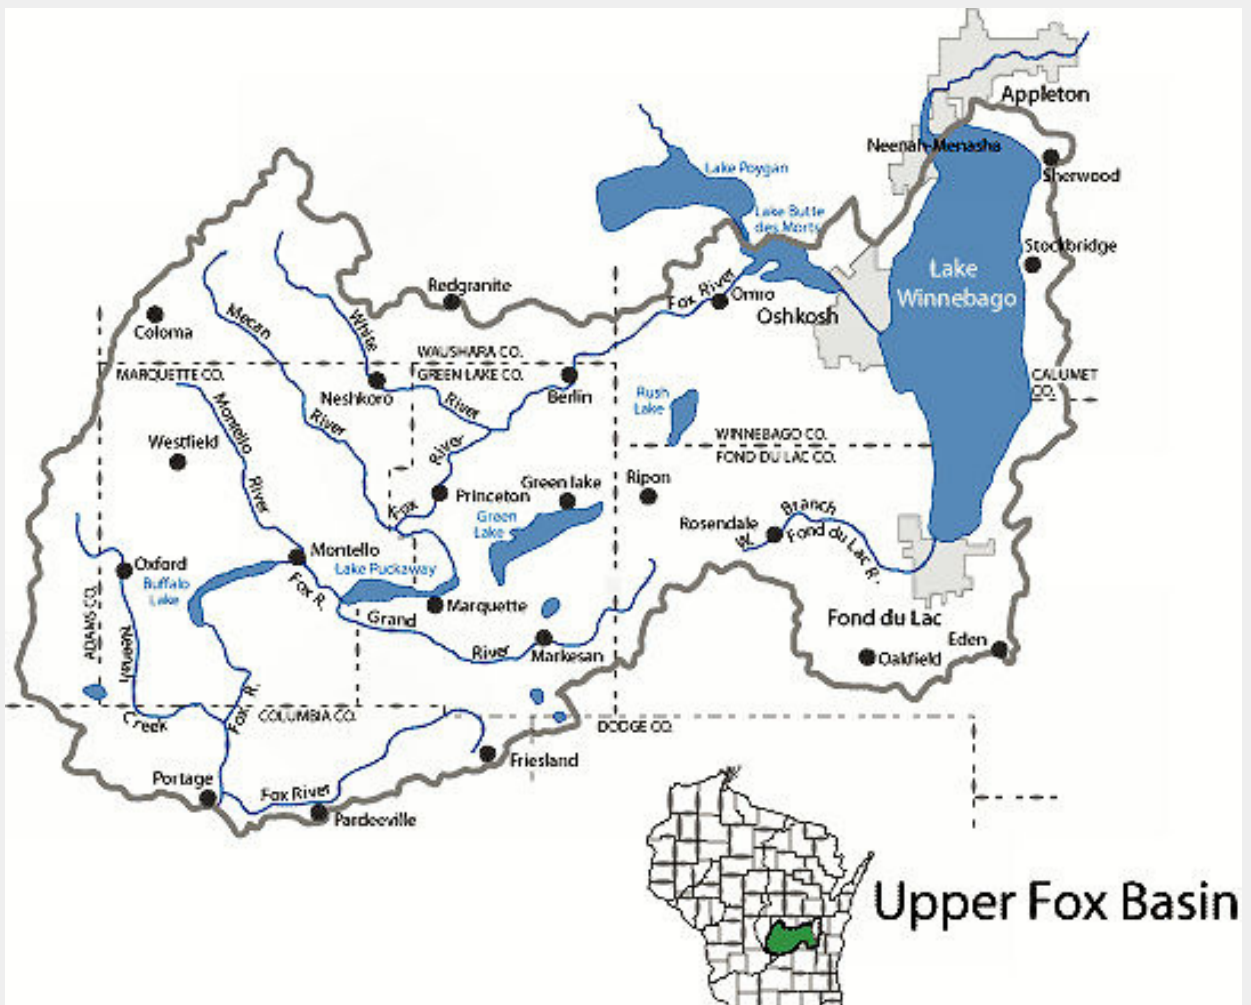 Appleton
Neenah-Menasha
Lake Poygan
Sherwood
Lake Butte
des Morts
Stockbridge
Lake
Winnebago
Redgranite
Fox River
Omro
Oshkosh
Coloma
Mecan
White
WAUSHARA CO.
MARQUETTE CO.
GREEN LAKE CO.
CALUMET
CO.
Neshkoro
River
Berlin
Rush
Lake
Montello
River
River
WINNEBAGO CO.
FOND DU LAC CO.
Westfield
River
Fox
Princeton
Green lake
Ripon
Green
Lake
Rosendale
W.
Branch
Fond du Lac R.
Oxford
Montello
Buffalo
Lake
Lake Puckaway
Fox R.
Marquette
Grand
River
Markesan
Fond du Lac
Eden
Oakfield
ADAMS CO.
Neenah
Creek
Fox R.
COLUMBIA CO.
DODGE CO.
Friesland
Portage
Fox River
Pardeeville
Upper Fox Basin